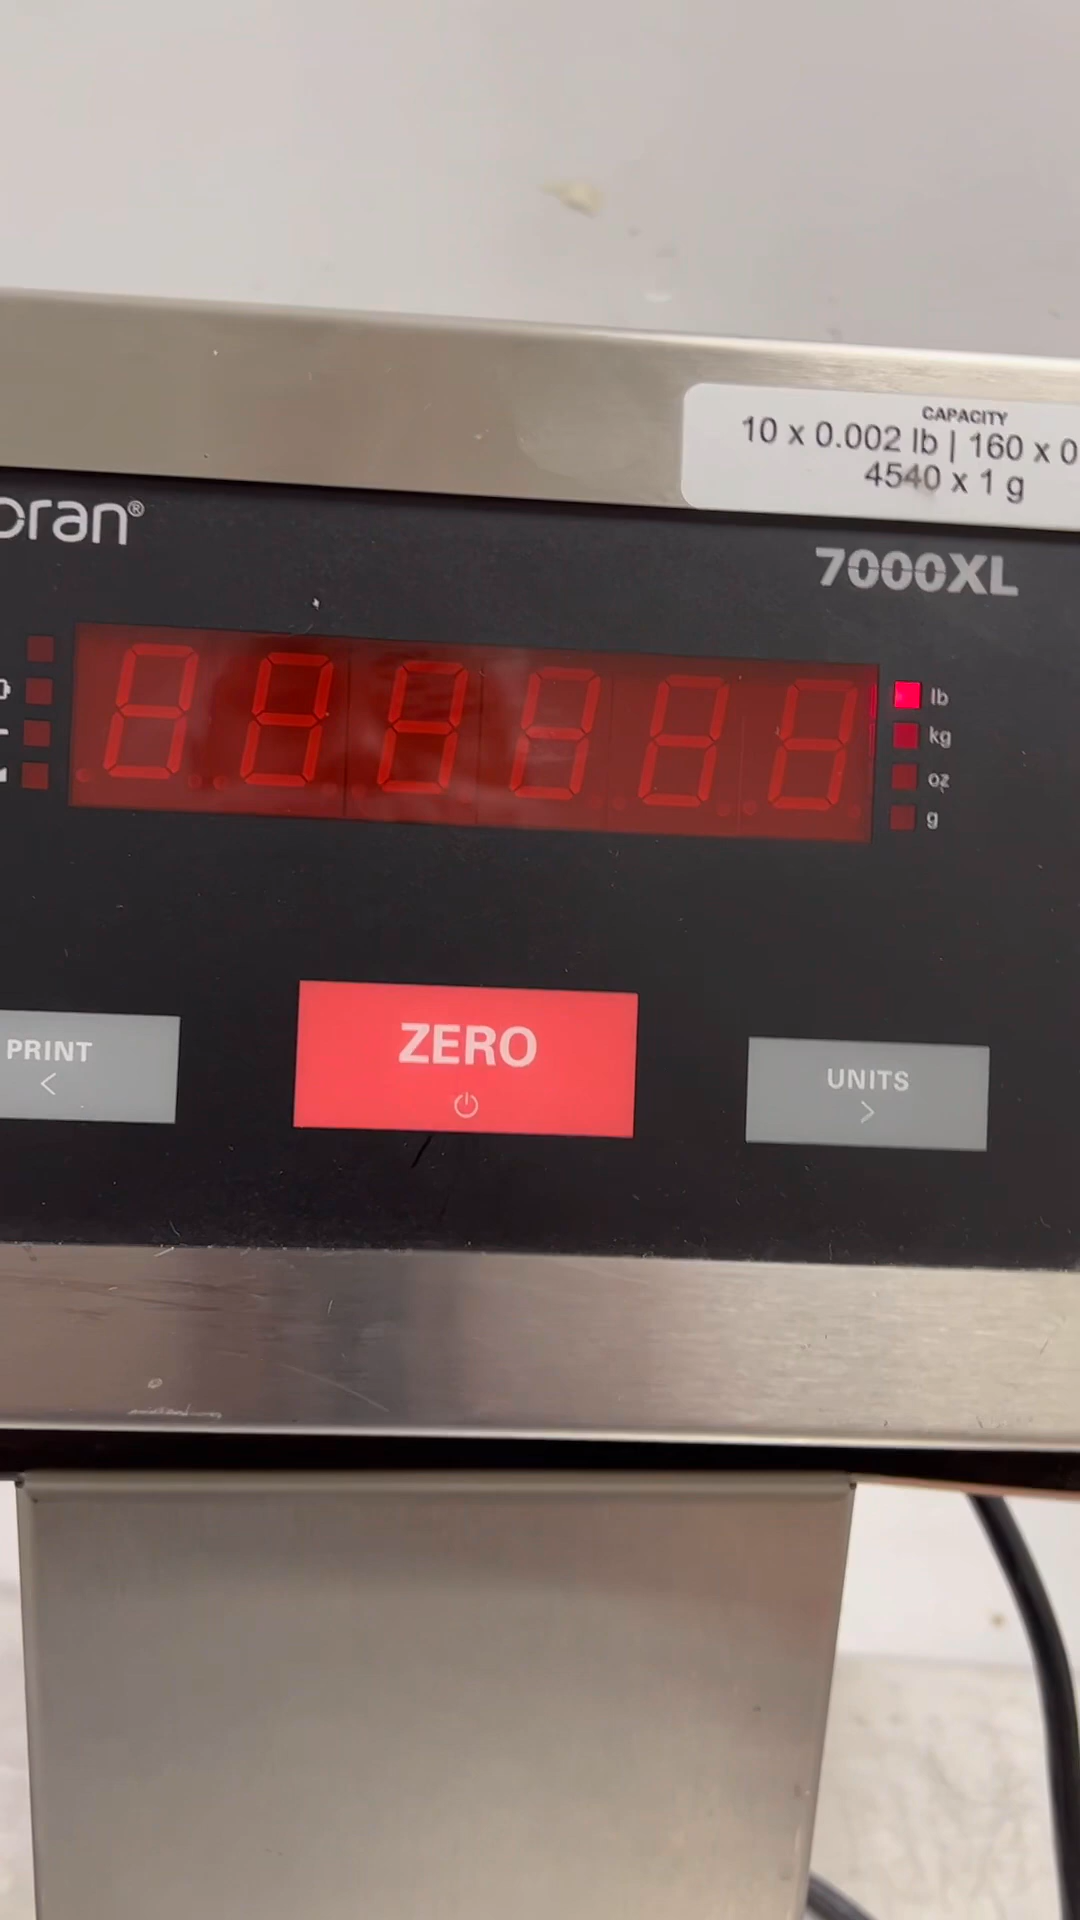 CAPACITY
10 x 0.002 lb | 160 x 0
4540 x 1 g
oran®
7000XL
lb
kg
oz
g
PRINT
<
ZERO
UNITS
>